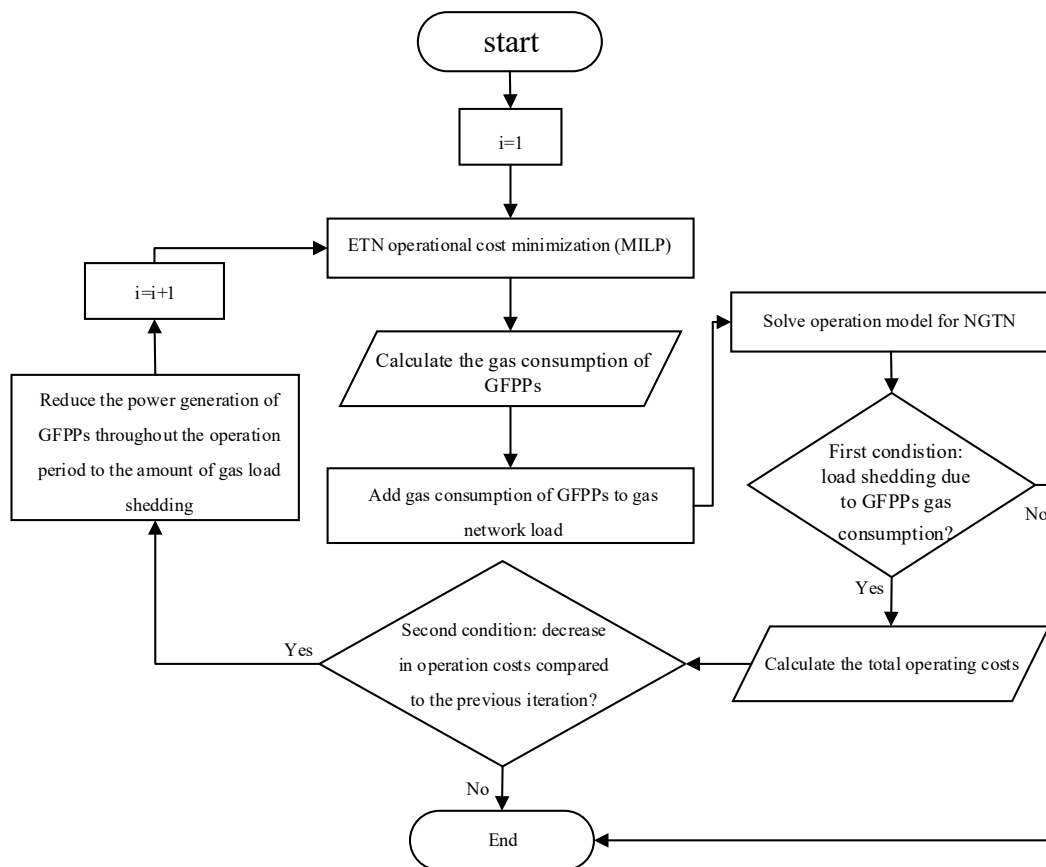 start
i=1
ETN operational cost minimization (MILP)
i=i+1
Solve operation model for NGTN
Calculate the gas consumption of
GFPPs
Reduce the power generation of
GFPPs throughout the operation
period to the amount of gas load
shedding
First condistion:
load shedding due
to GFPPs gas
consumption?
No
Add gas consumption of GFPPs to gas
network load
Yes
Second condition: decrease
in operation costs compared
to the previous iteration?
Yes
Calculate the total operating costs
No
End